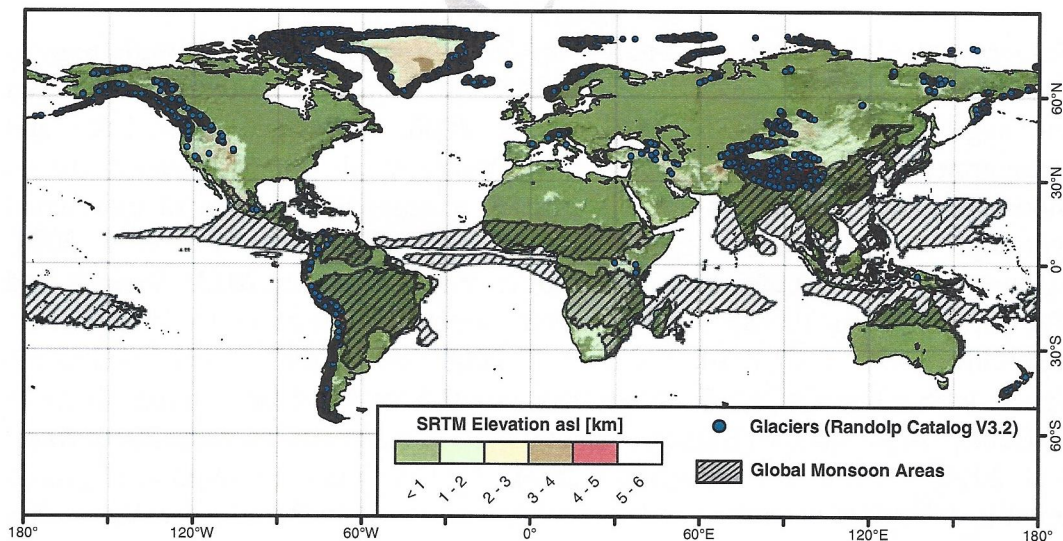 60°N
30°N
0°
30°S
60°S
SRTM Elevation asl [km]
<1
1 - 2
2 - 3
3 - 4
4 - 5
5 - 6
Glaciers (Randolp Catalog V3.2)
Global Monsoon Areas
180°
120°W
60°W
0°
60°E
120°E
180°